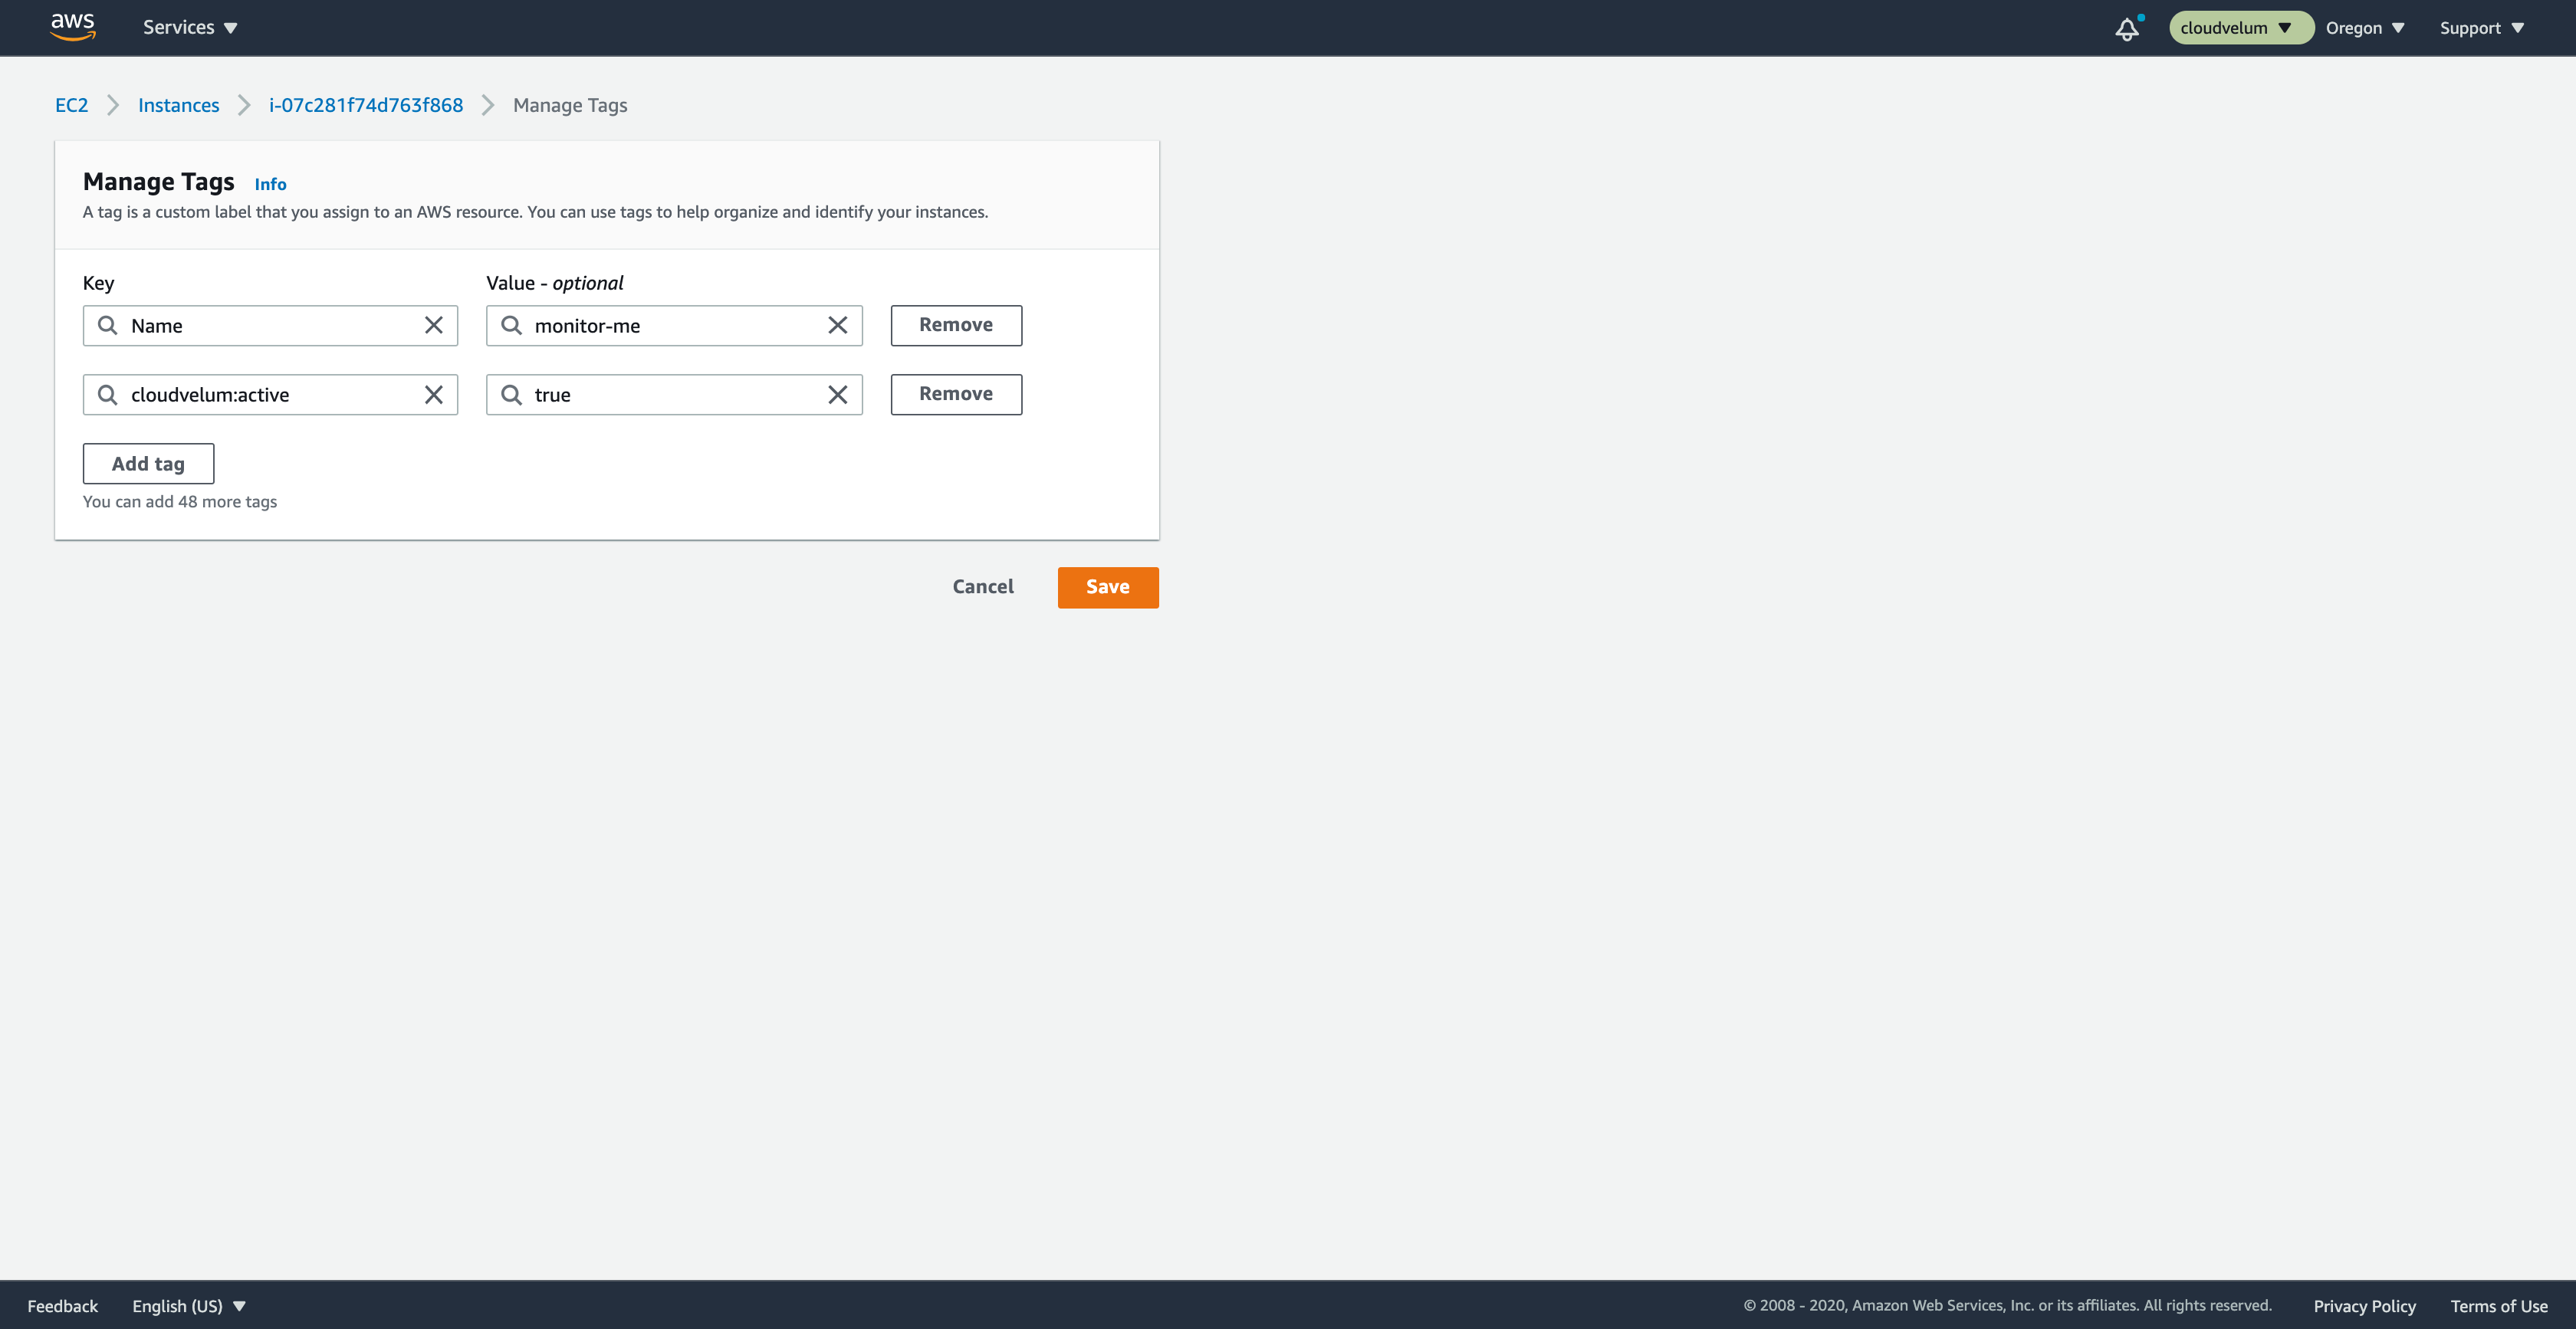 aws Services cloudvelum Oregon Support
EC2 Instances i-07c281f74d763f868 Manage Tags
Manage Tags Info
A tag is a custom label that you assign to an AWS resource. You can use tags to help organize and identify your instances.
Key Value - optional
Name monitor-me Remove
cloudvelum:active true Remove
Add tag
You can add 48 more tags
Cancel Save
Feedback English (US) © 2008 - 2020, Amazon Web Services, Inc. or its affiliates. All rights reserved. Privacy Policy Terms of Use